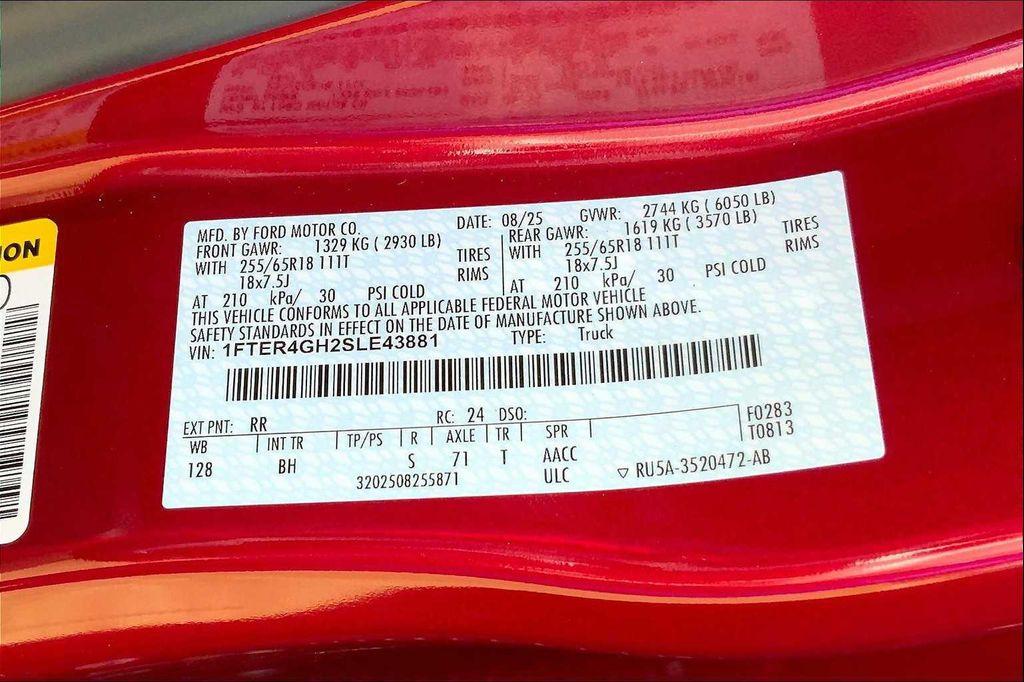 ION
MFD. BY FORD MOTOR CO. DATE: 08/25 GVWR: 2744 KG ( 6050 LB)
FRONT GAWR: 1329 KG ( 2930 LB) REAR GAWR: 1619 KG ( 3570 LB)
WITH 255/65R18 111T TIRES WITH 255/65R18 111T TIRES
18x7.5J RIMS 18x7.5J RIMS
AT 210 kPa/ 30 PSI COLD AT 210 kPa/ 30 PSI COLD
THIS VEHICLE CONFORMS TO ALL APPLICABLE FEDERAL MOTOR VEHICLE
SAFETY STANDARDS IN EFFECT ON THE DATE OF MANUFACTURE SHOWN ABOVE.
VIN: 1FTER4GH2SLE43881 TYPE: Truck
EXT PNT: RR RC: 24 DSO: F0283
WB INT TR TP/PS R AXLE TR SPR T0813
128 BH S 71 T AACC
3202508255871 ULC ▽ RU5A-3520472-AB